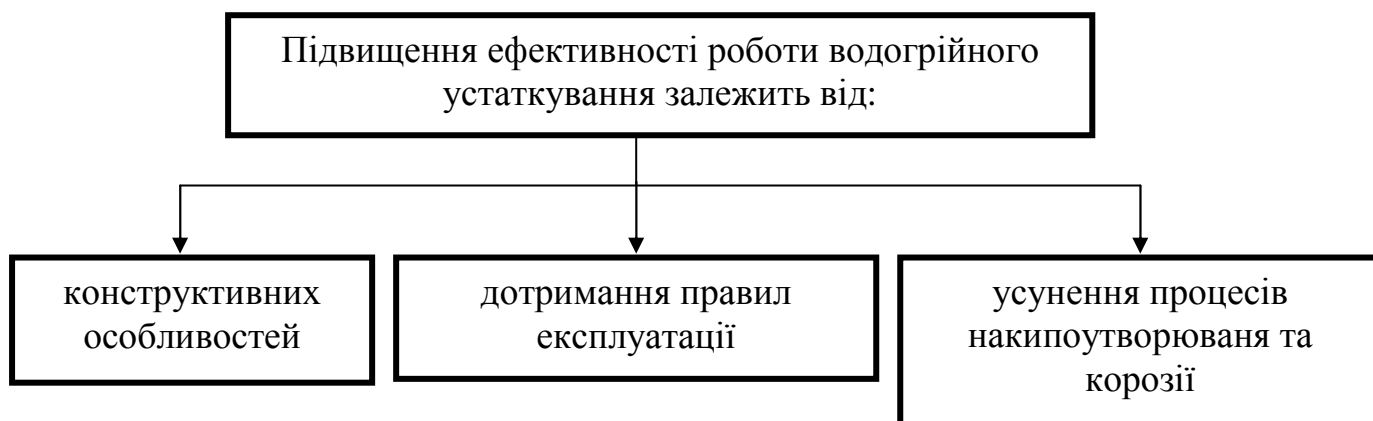 Підвищення ефективності роботи водогрійного
устаткування залежить від:
конструктивних
особливостей
дотримання правил
експлуатації
усунення процесів
накипоутворюваня та
корозії